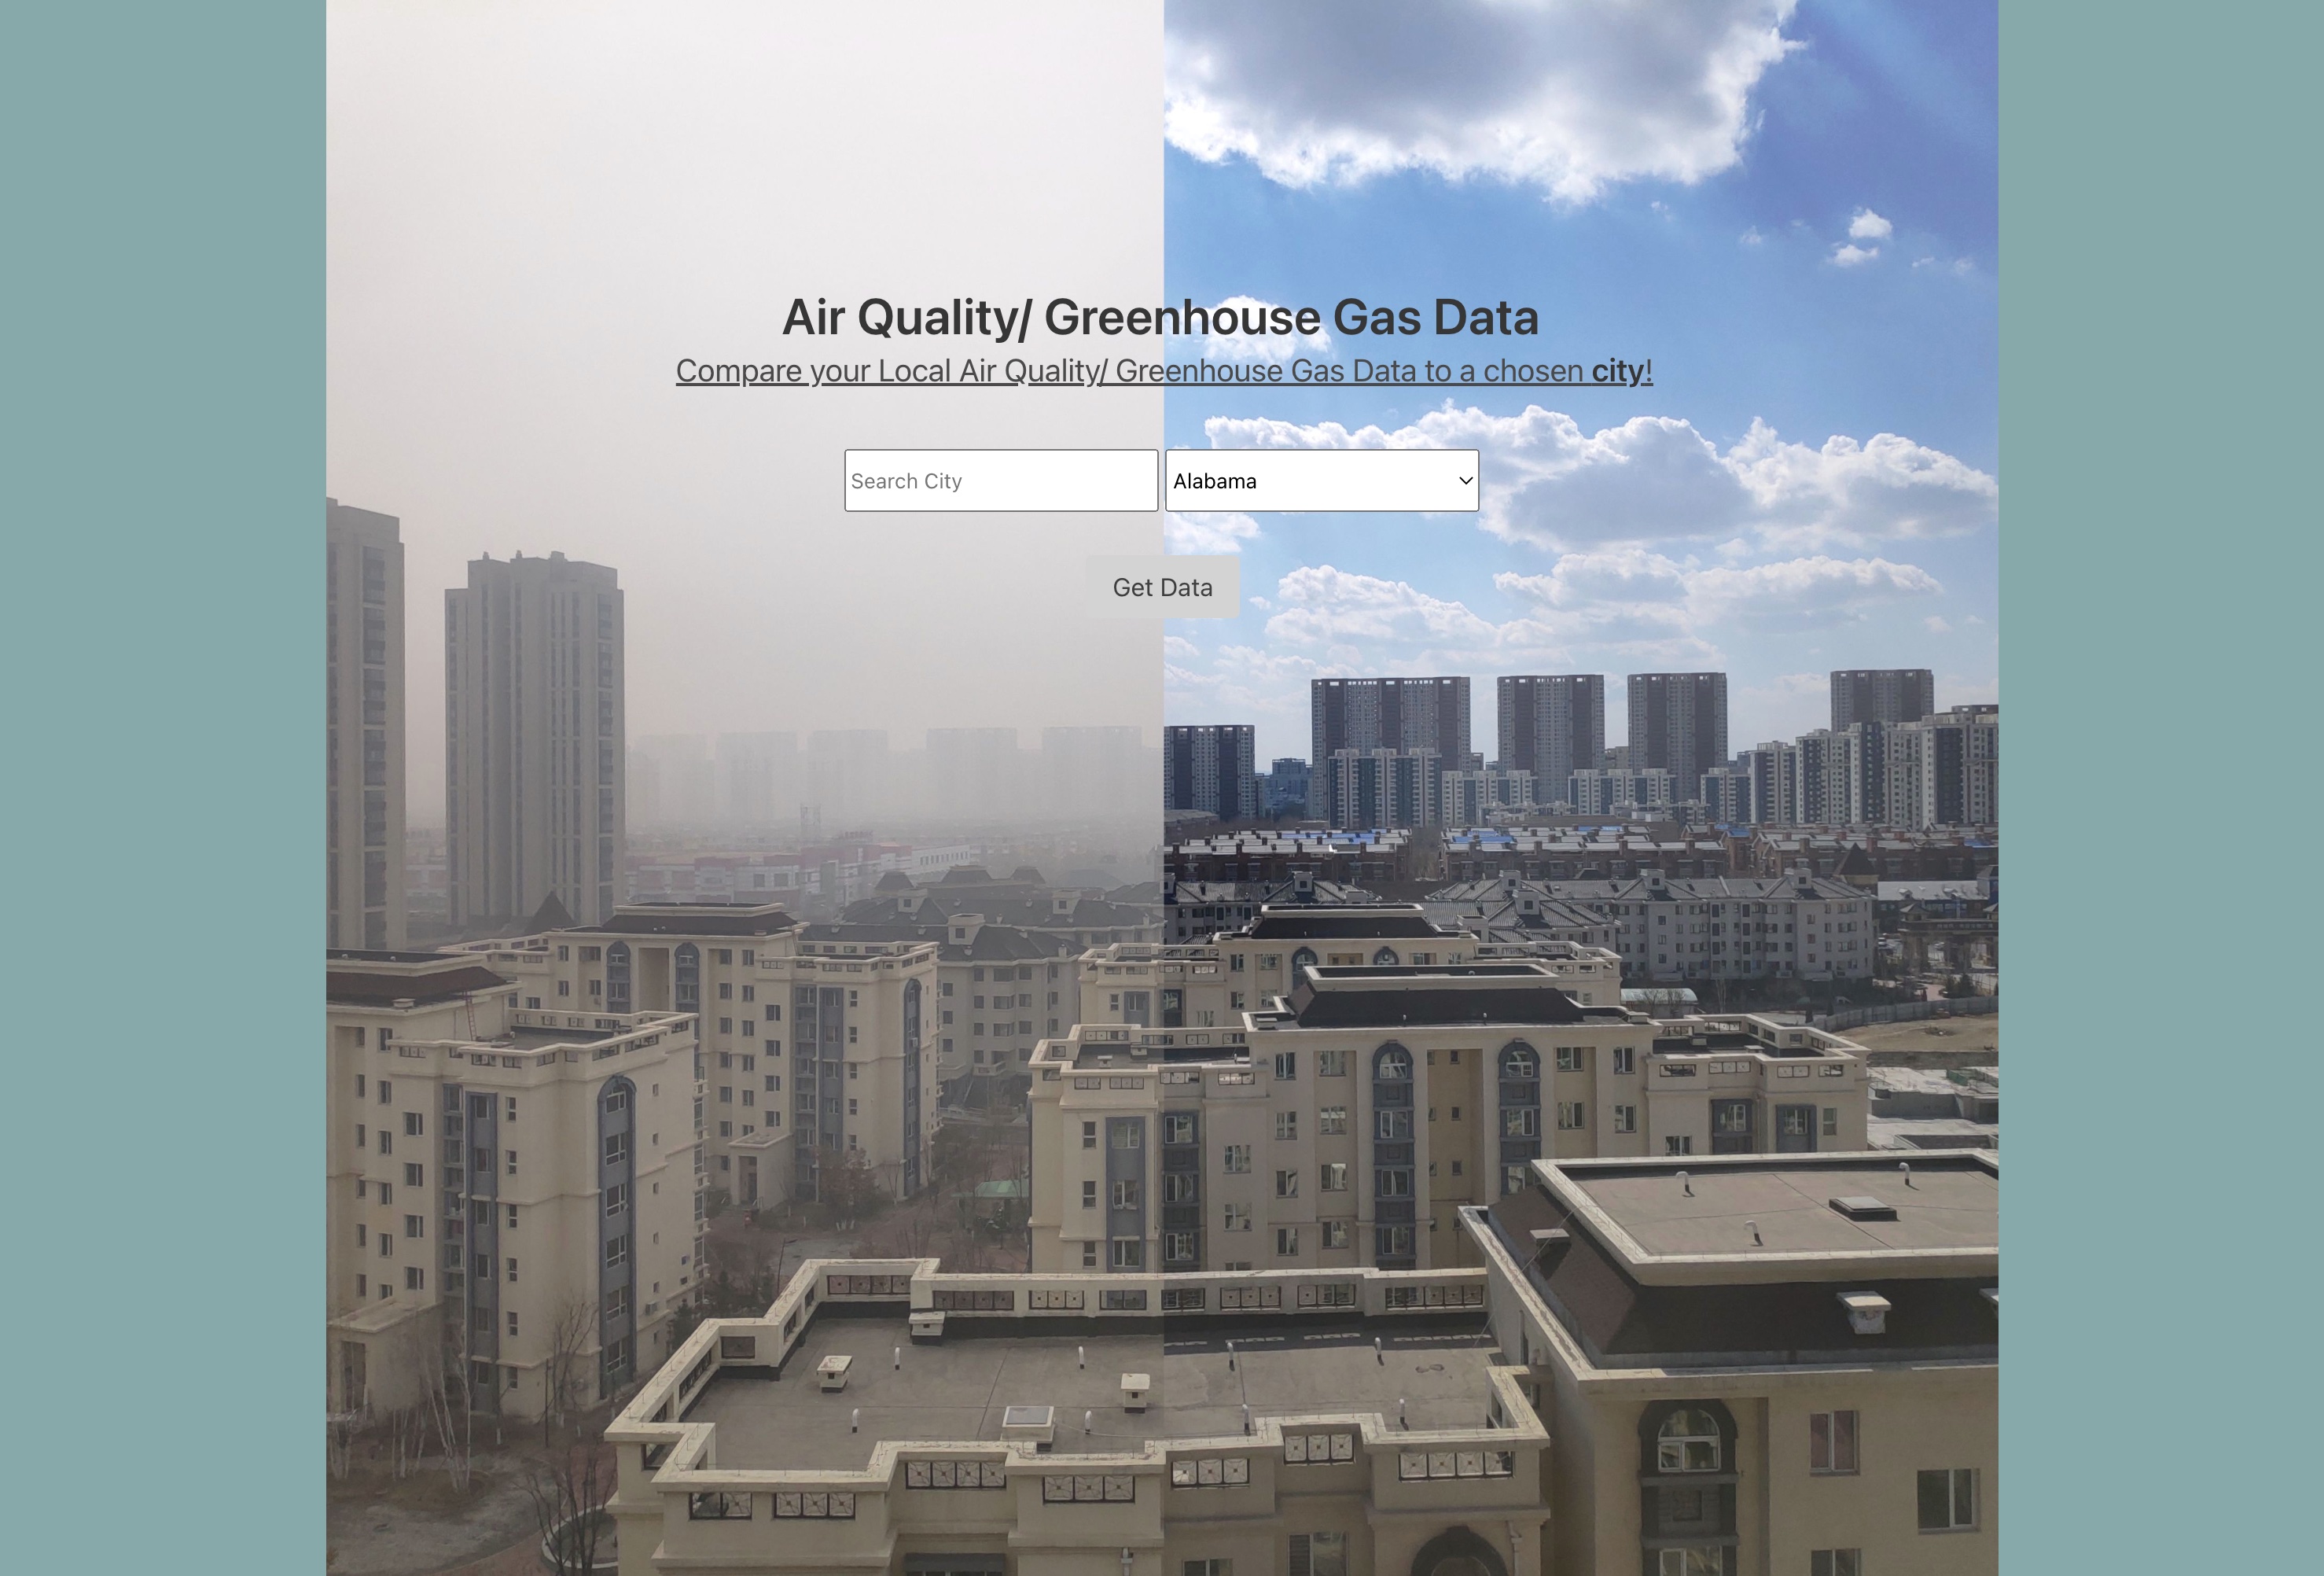 Air Quality/ Greenhouse Gas Data
Compare your Local Air Quality/ Greenhouse Gas Data to a chosen city!
Search City
Alabama
Get Data